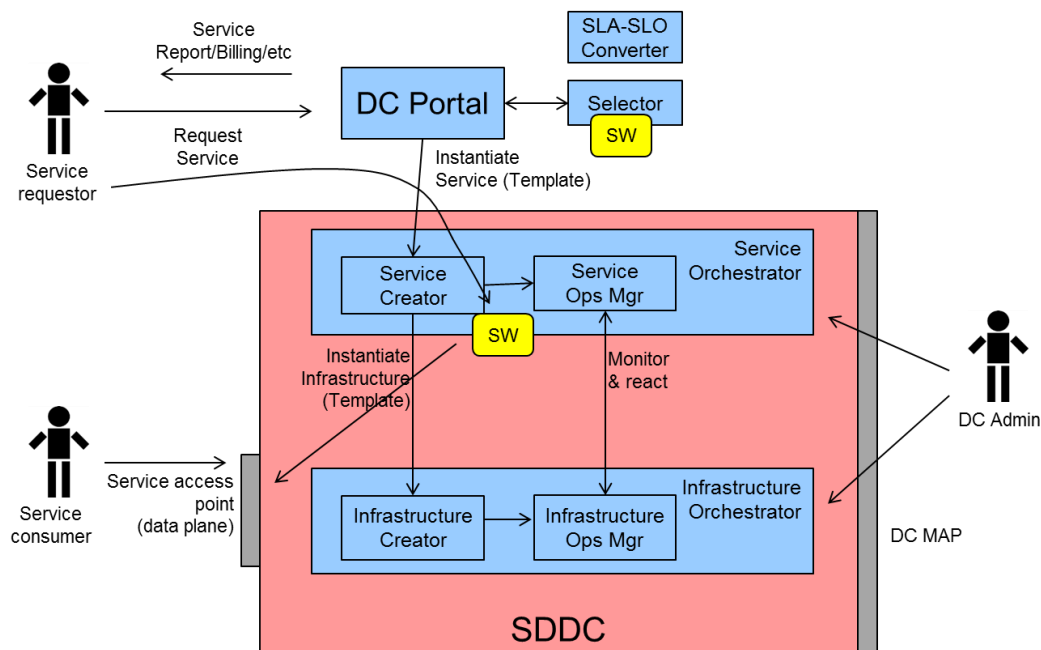 Service
Report/Billing/etc
SLA-SLO
Converter
DC Portal
Selector
SW
Request
Service
Service
requestor
Instantiate
Service (Template)
Service
Orchestrator
Service
Creator
Service
Ops Mgr
SW
Instantiate
Infrastructure
(Template)
Monitor
& react
DC Admin
Service
consumer
Service access
point
(data plane)
Infrastructure
Orchestrator
Infrastructure
Creator
Infrastructure
Ops Mgr
DC MAP
SDDC